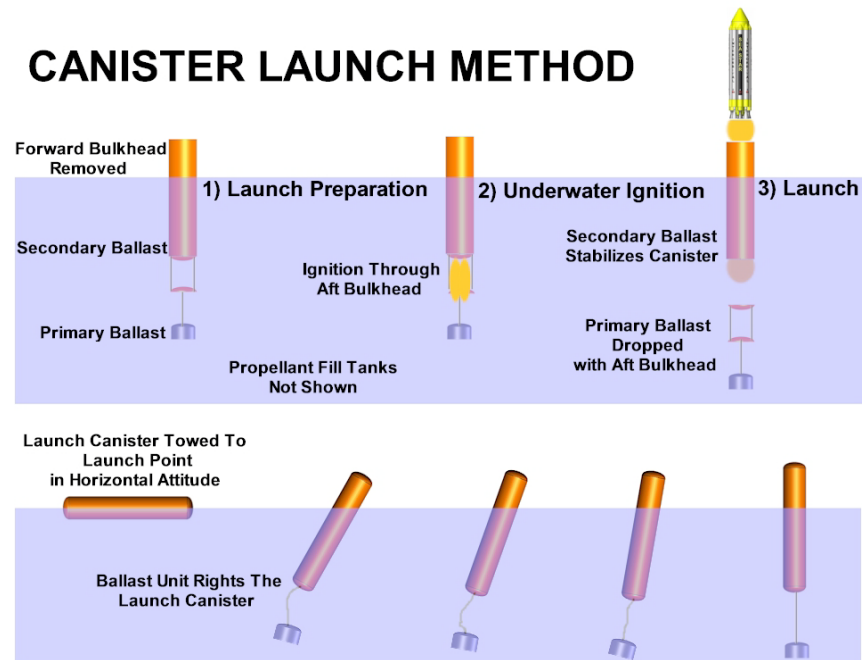 CANISTER LAUNCH METHOD
Forward Bulkhead
Removed
1) Launch Preparation
2) Underwater Ignition
3) Launch
Secondary Ballast
Ignition Through
Aft Bulkhead
Secondary Ballast
Stabilizes Canister
Primary Ballast
Primary Ballast
Dropped
with Aft Bulkhead
Propellant Fill Tanks
Not Shown
Launch Canister Towed To
Launch Point
in Horizontal Attitude
Ballast Unit Rights The
Launch Canister